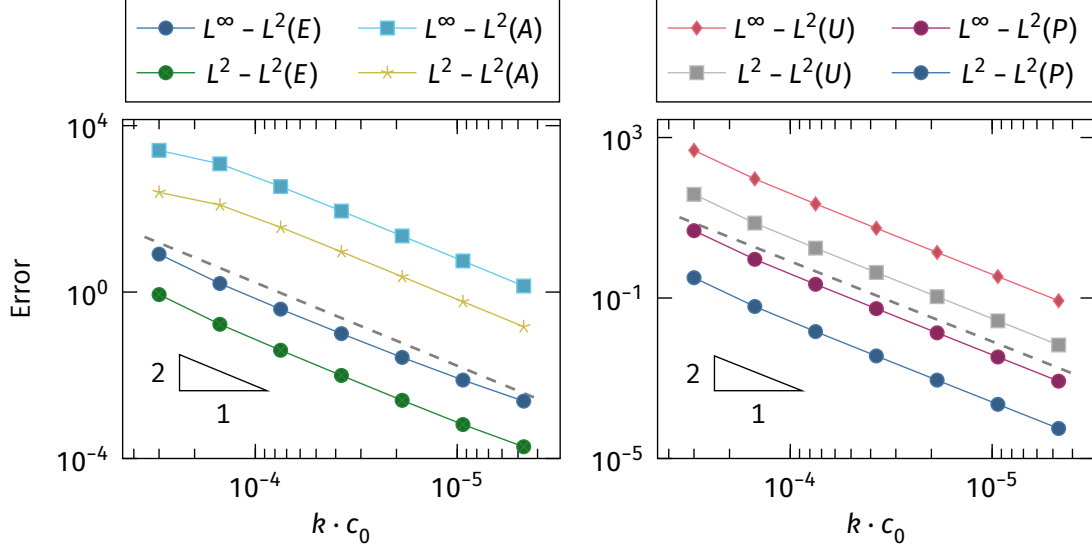 L∞ – L²(E) L∞ – L²(A)
L² – L²(E) L² – L²(A)
10⁴
10⁰
10⁻⁴
Error
2
1
10⁻⁴ 10⁻⁵
k · c₀
L∞ – L²(U) L∞ – L²(P)
L² – L²(U) L² – L²(P)
10³
10⁻¹
10⁻⁵
2
1
10⁻⁴ 10⁻⁵
k · c₀